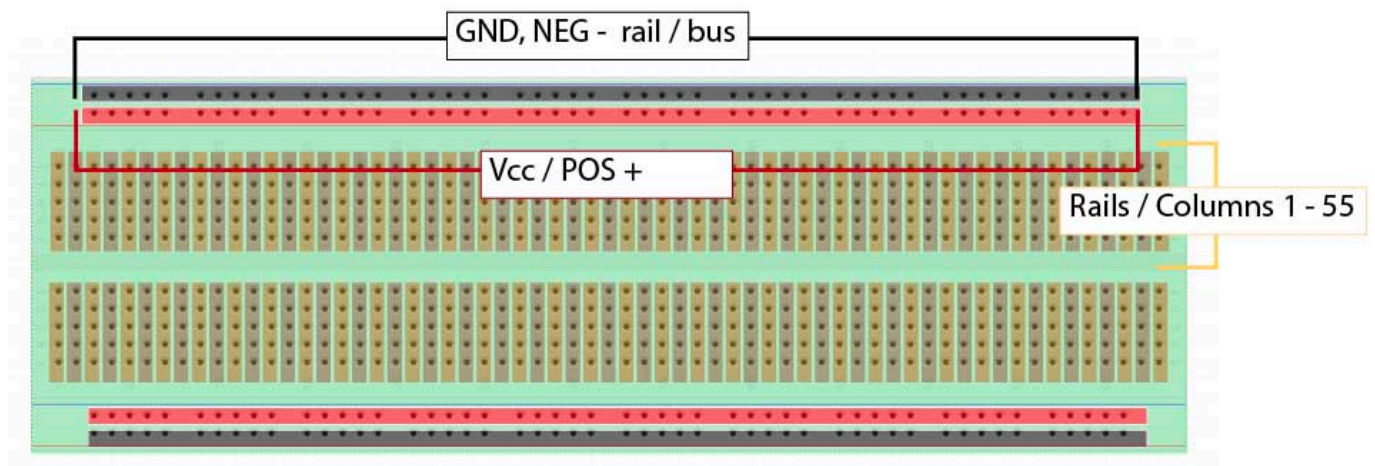 GND, NEG -  rail / bus
Vcc / POS +
Rails / Columns 1 - 55